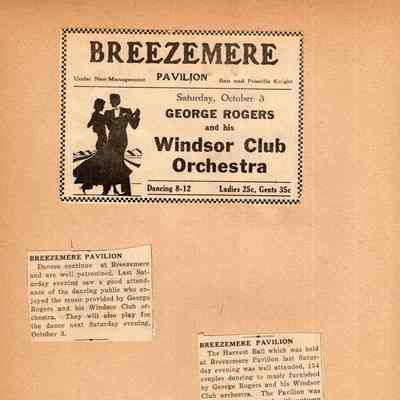 BREEZEMERE
Under New Management PAVILION Ben and Priscilla Knight
Saturday, October 3
GEORGE ROGERS
and his
Windsor Club
Orchestra
Dancing 8-12 Ladies 25c, Gents 35c
BREEZEMERE PAVILION
Dances continue at Breezemere
and are well patronized. Last Sat-
urday evening saw a good attend-
ance of the dancing public who en-
joyed the music provided by George
Rogers and his Windsor Club or-
chestra. They will also play for
the dance next Saturday evening,
October 3.
BREEZEMERE PAVILION
The Harvest Ball which was held
at Breezemere Pavilion last Satur-
day evening was well attended, 154
couples dancing to music furnished
by George Rogers and his Windsor
Club orchestra. The Pavilion was